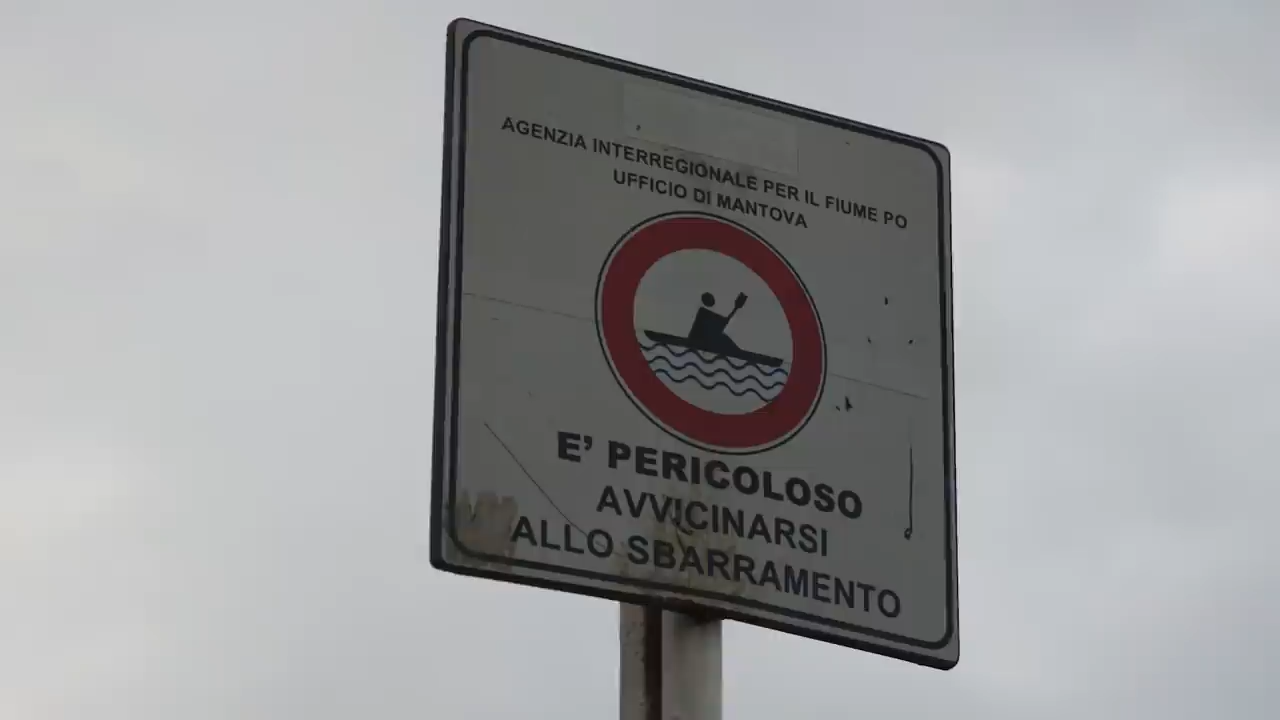 AGENZIA INTERREGIONALE PER IL FIUME PO
UFFICIO DI MANTOVA
E' PERICOLOSO
AVVICINARSI
ALLO SBARRAMENTO